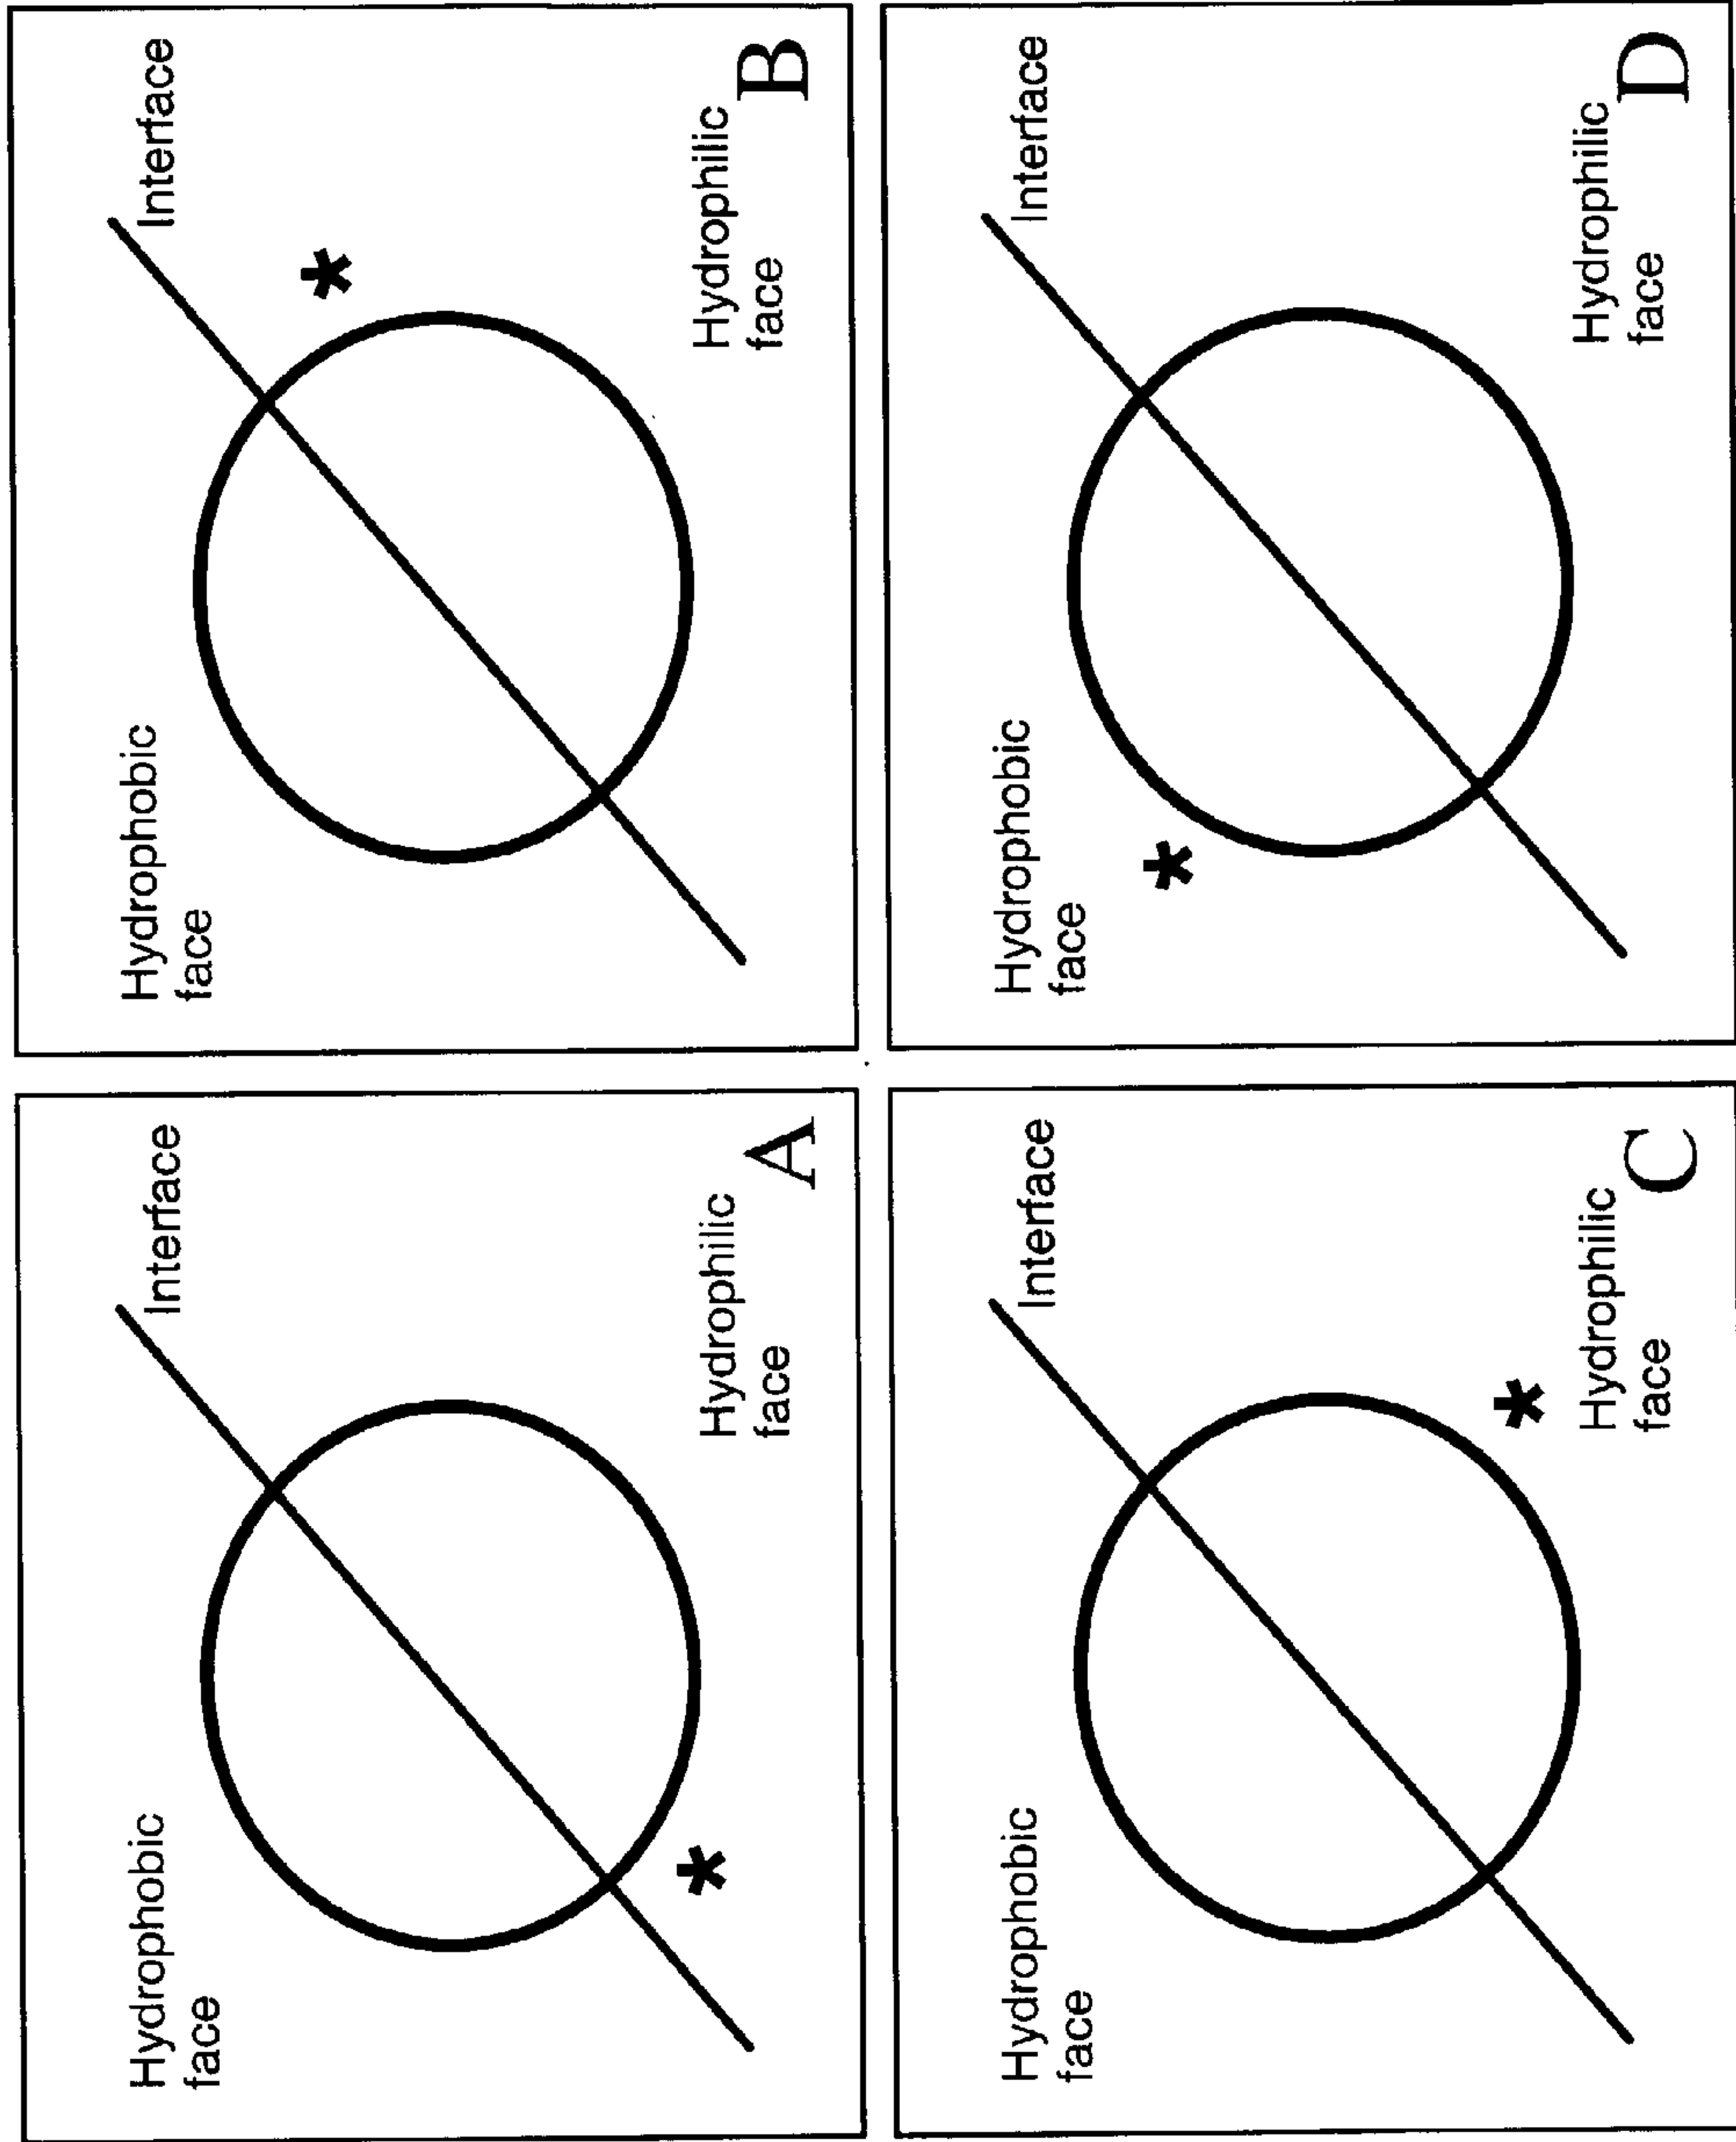 Hydrophobic
face
Interface
*
Hydrophilic
face
A
Hydrophobic
face
Interface
*
Hydrophilic
face
B
Hydrophobic
face
Interface
*
Hydrophilic
face
C
Hydrophobic
face
Interface
*
Hydrophilic
face
D